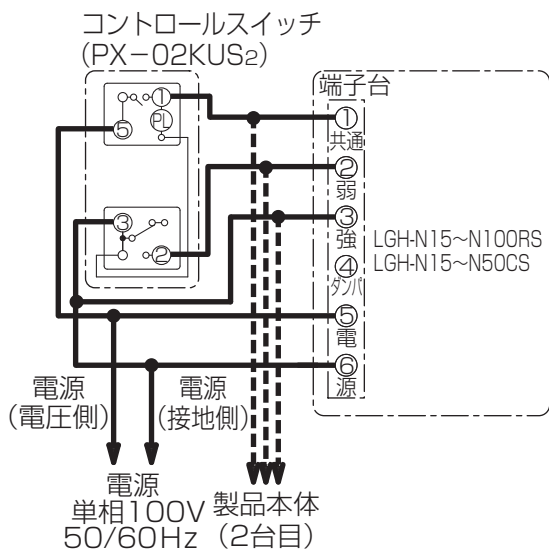 コントロールスイッチ
(PX−02KUS2)
① PL ⑤
③ ②
端子台
①
共通
②
弱
③
強
④
ダンパ
⑤
電
⑥
源
LGH-N15〜N100RS
LGH-N15〜N50CS
電源
(電圧側)
電源
(接地側)
電源
単相100V
50/60Hz
製品本体
(2台目)